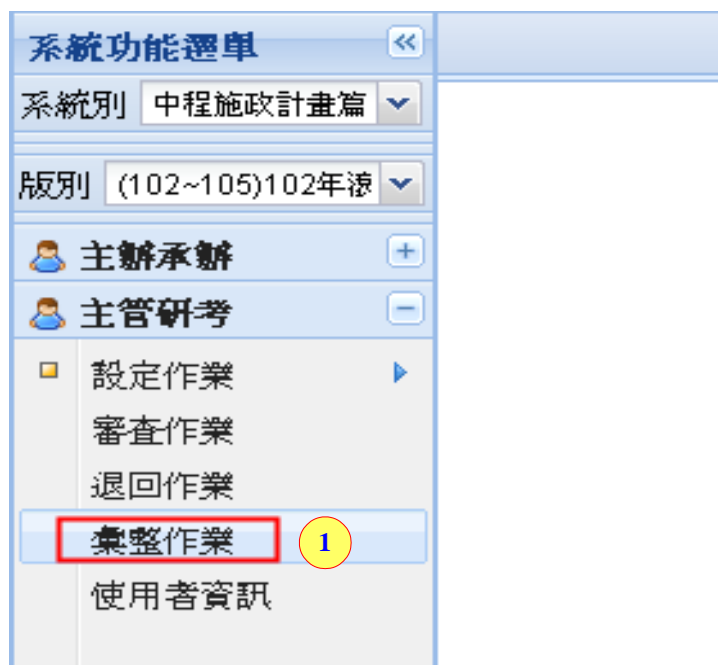 系統功能選單
系統別 中程施政計畫篇
版別 (102~105)102年滾
主辦承辦
主管研考
設定作業
審查作業
退回作業
彙整作業 1
使用者資訊